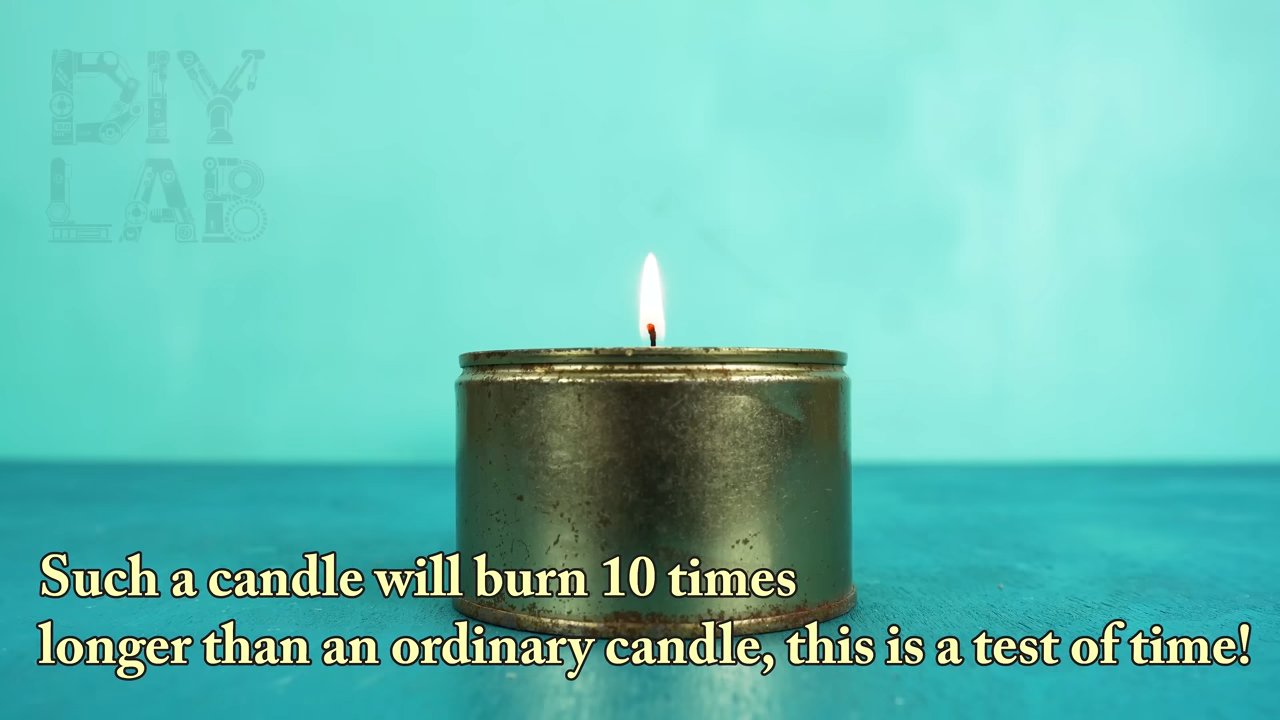 DIY
LAB
Such a candle will burn 10 times
longer than an ordinary candle, this is a test of time!